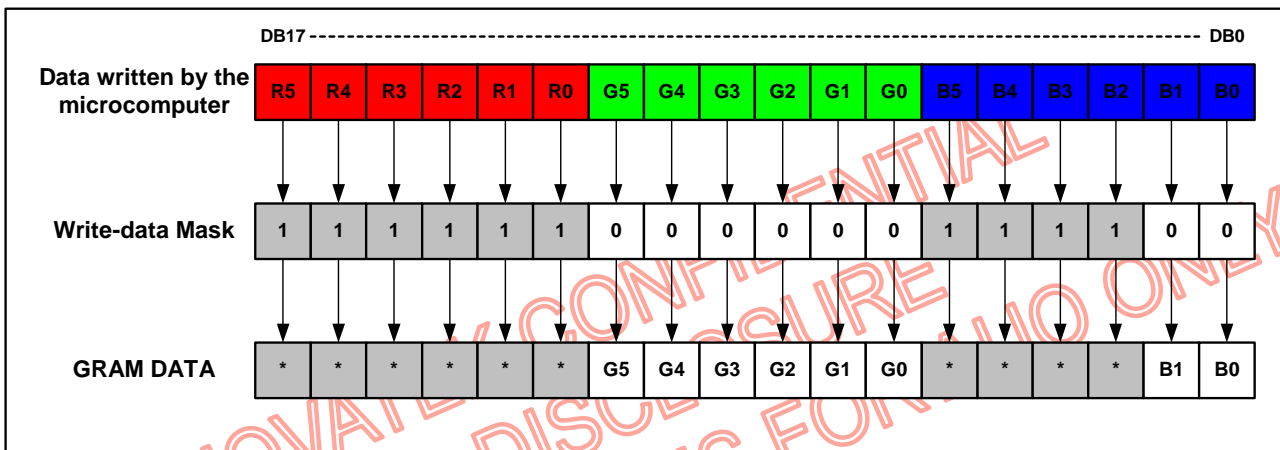 DB17 DB0
Data written by the
microcomputer
R5 R4 R3 R2 R1 R0 G5 G4 G3 G2 G1 G0 B5 B4 B3 B2 B1 B0
Write-data Mask 1 1 1 1 1 1 0 0 0 0 0 0 1 1 1 1 0 0
GRAM DATA * * * * * * G5 G4 G3 G2 G1 G0 * * * * B1 B0
CONFIDENTIAL
ONLY